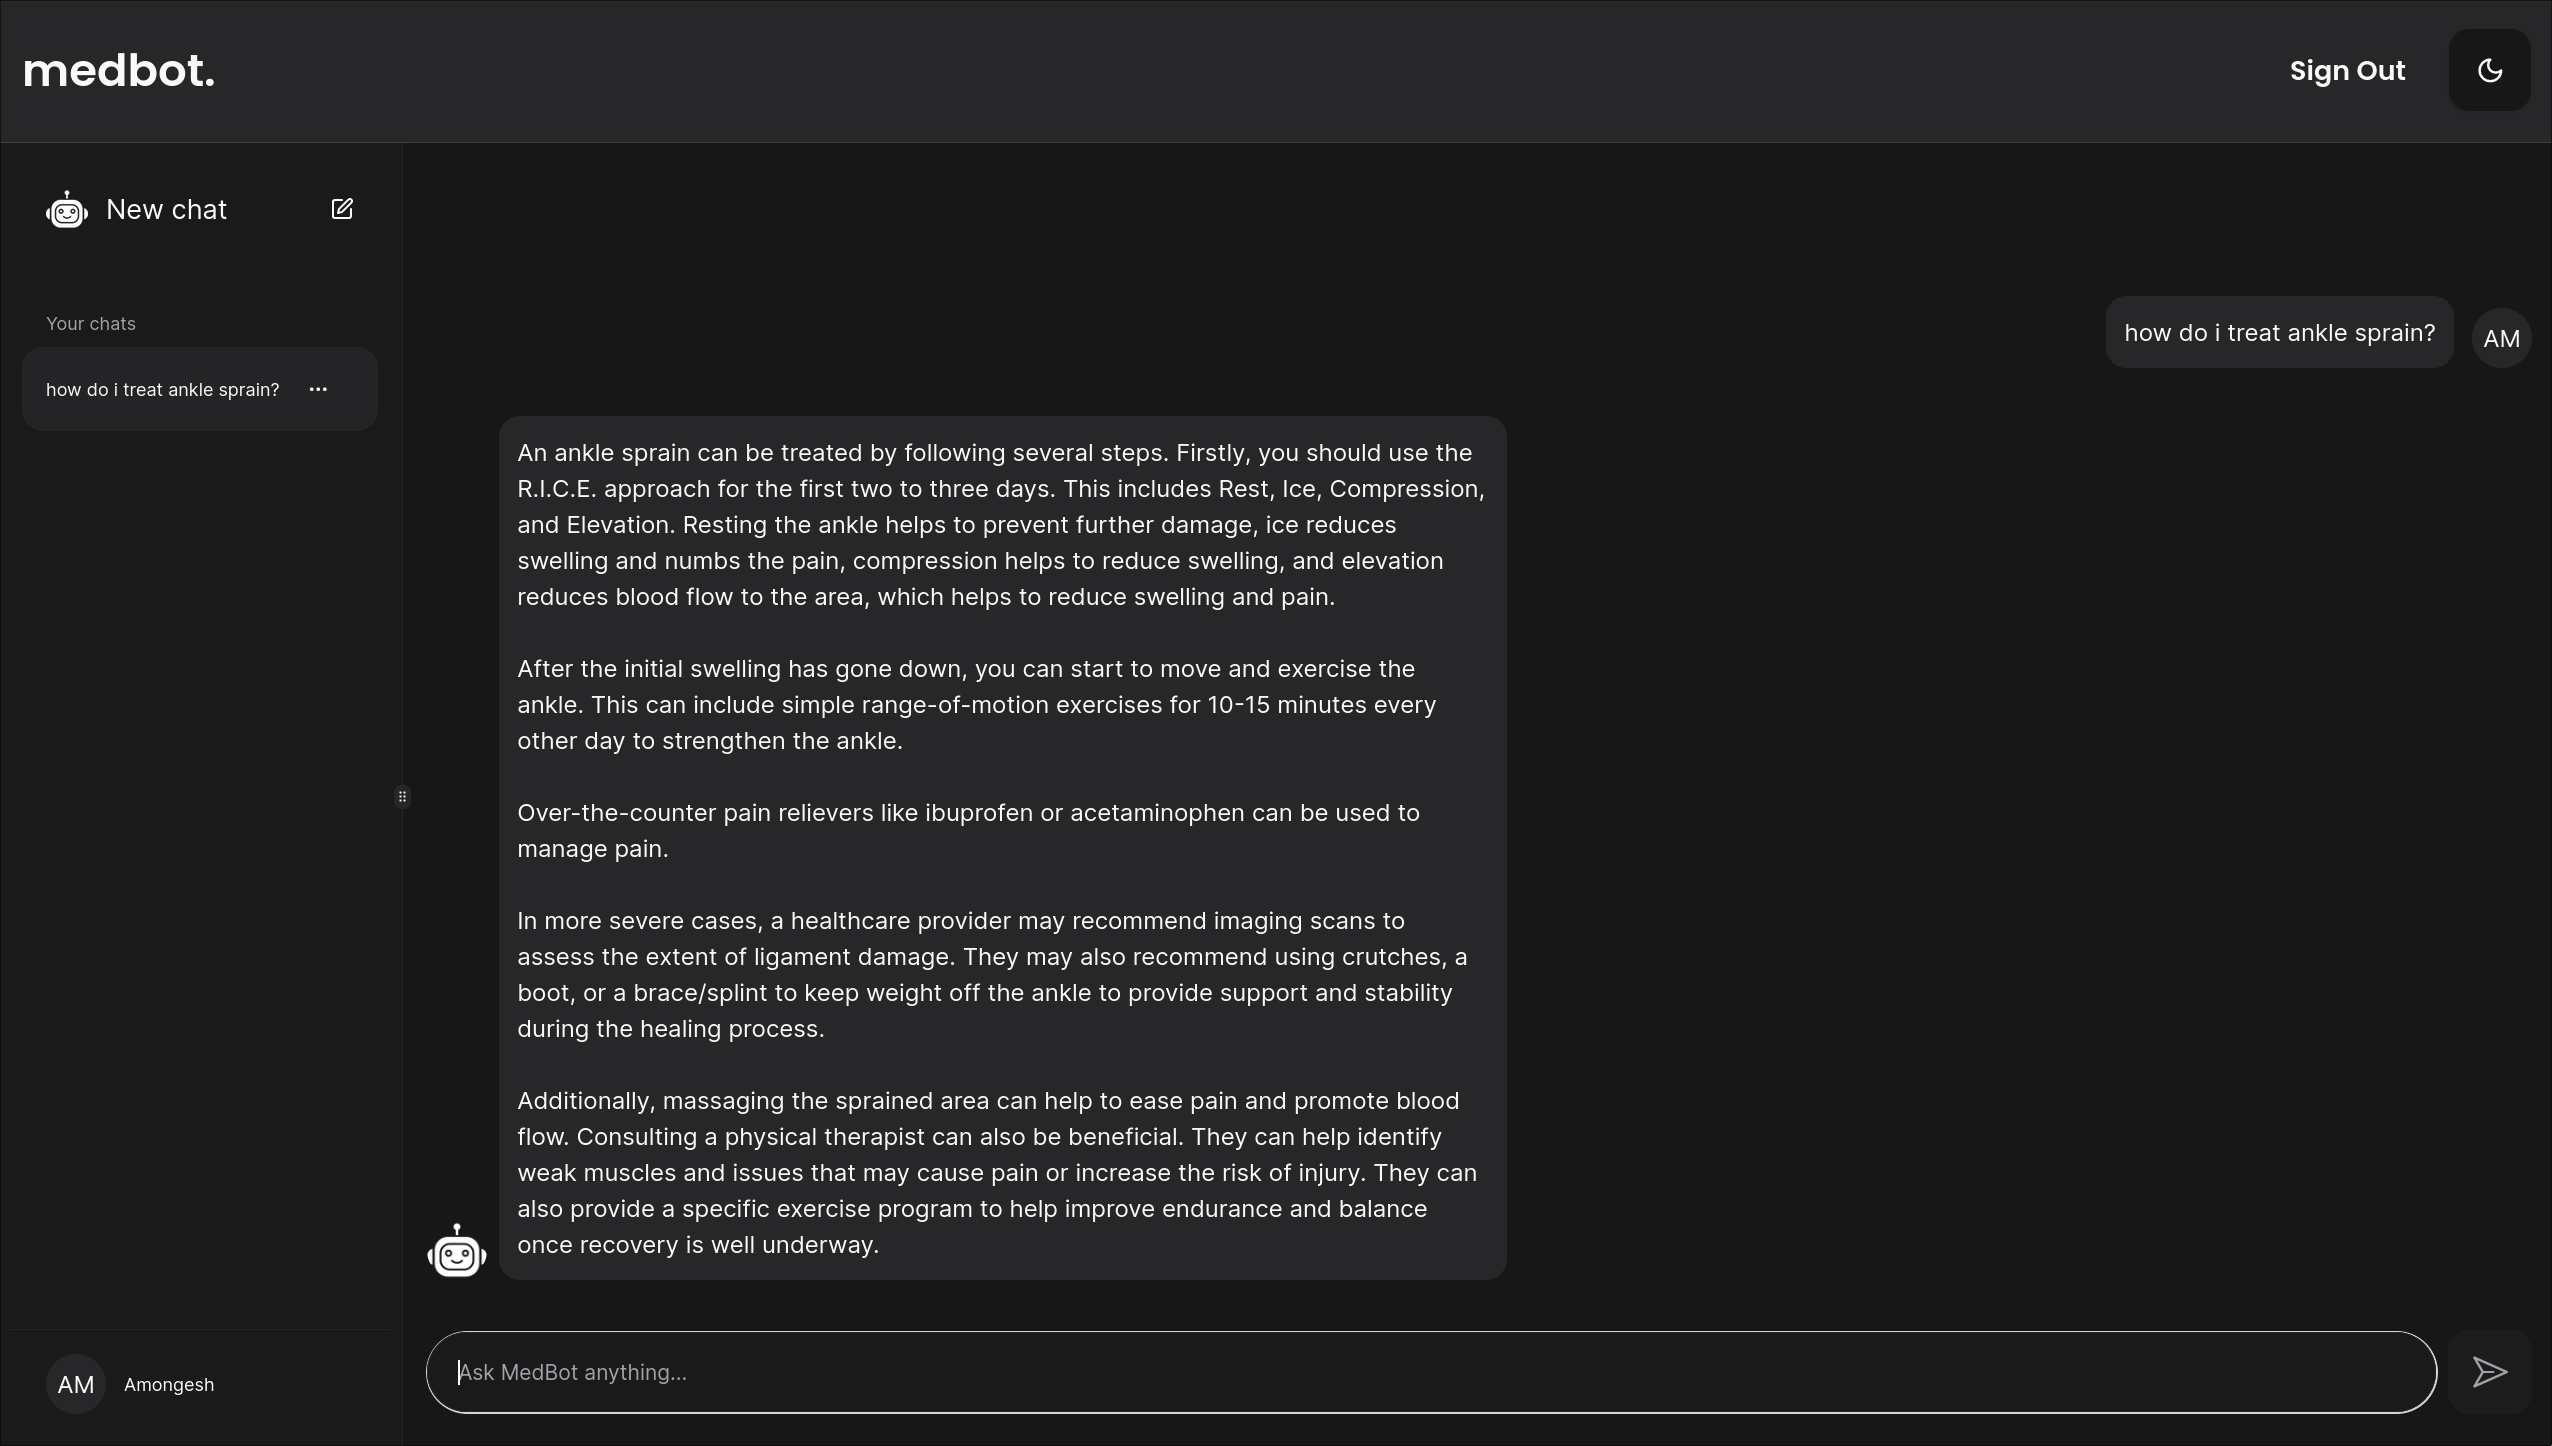 medbot.
Sign Out
New chat
Your chats
how do i treat ankle sprain?
how do i treat ankle sprain?
AM
An ankle sprain can be treated by following several steps. Firstly, you should use the
R.I.C.E. approach for the first two to three days. This includes Rest, Ice, Compression,
and Elevation. Resting the ankle helps to prevent further damage, ice reduces
swelling and numbs the pain, compression helps to reduce swelling, and elevation
reduces blood flow to the area, which helps to reduce swelling and pain.
After the initial swelling has gone down, you can start to move and exercise the
ankle. This can include simple range-of-motion exercises for 10-15 minutes every
other day to strengthen the ankle.
Over-the-counter pain relievers like ibuprofen or acetaminophen can be used to
manage pain.
In more severe cases, a healthcare provider may recommend imaging scans to
assess the extent of ligament damage. They may also recommend using crutches, a
boot, or a brace/splint to keep weight off the ankle to provide support and stability
during the healing process.
Additionally, massaging the sprained area can help to ease pain and promote blood
flow. Consulting a physical therapist can also be beneficial. They can help identify
weak muscles and issues that may cause pain or increase the risk of injury. They can
also provide a specific exercise program to help improve endurance and balance
once recovery is well underway.
AM
Amongesh
Ask MedBot anything...